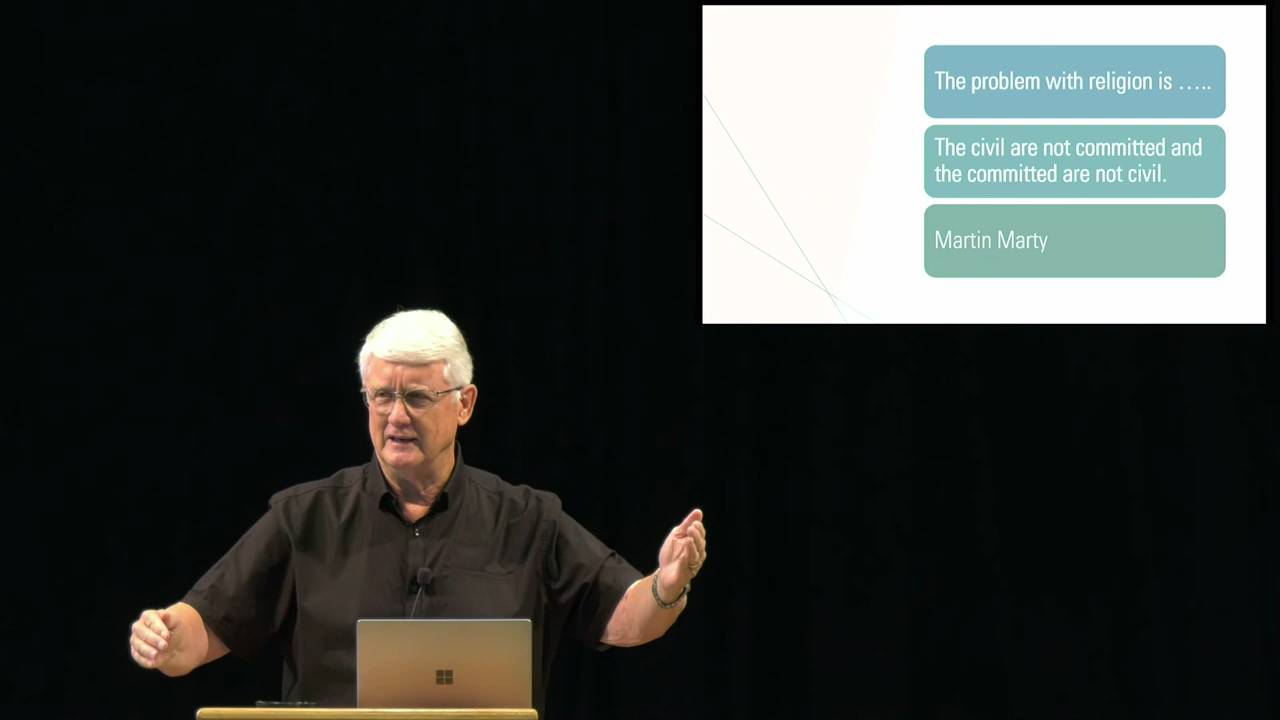 The problem with religion is …..
The civil are not committed and
the committed are not civil.
Martin Marty